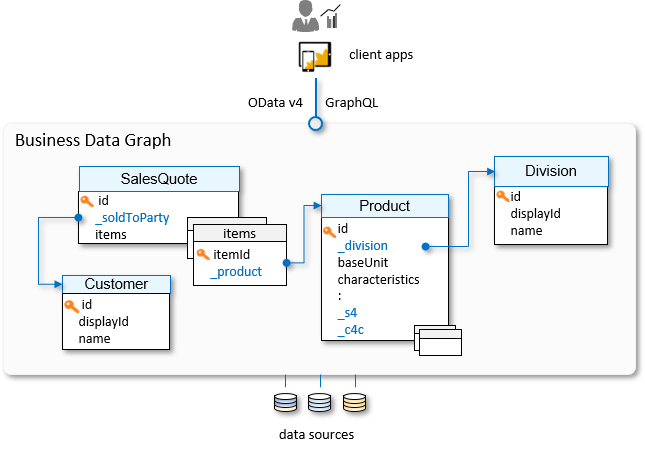 client apps
OData v4
GraphQL
Business Data Graph
SalesQuote
id
_soldToParty
items
items
itemId
_product
Customer
id
displayId
name
Product
id
_division
baseUnit
characteristics
:
_s4
_c4c
Division
id
displayId
name
data sources